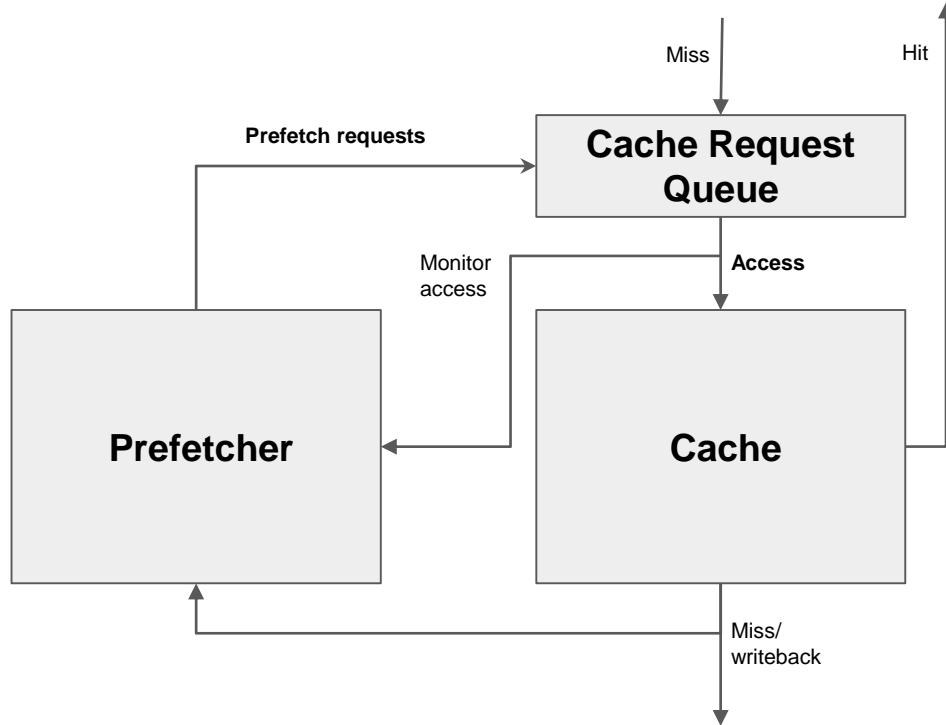 Miss
Hit
Prefetch requests
Cache Request
Queue
Monitor
access
Access
Prefetcher
Cache
Miss/
writeback